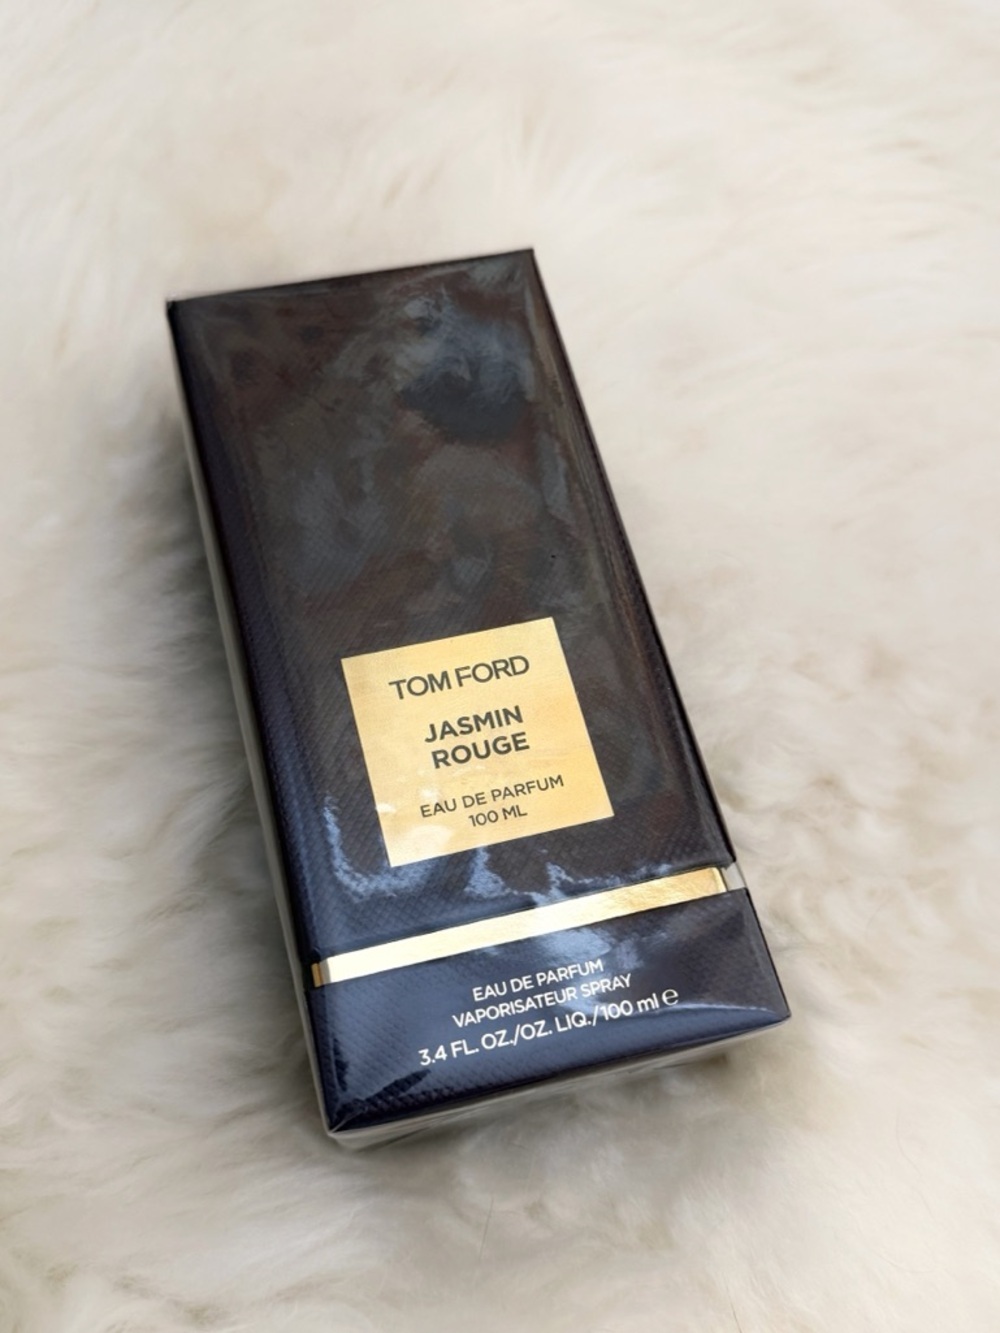 TOM FORD
JASMIN
ROUGE
EAU DE PARFUM
100 ML
EAU DE PARFUM
VAPORISATEUR SPRAY
3.4 FL. OZ./OZ. LIQ./100 ml ℮